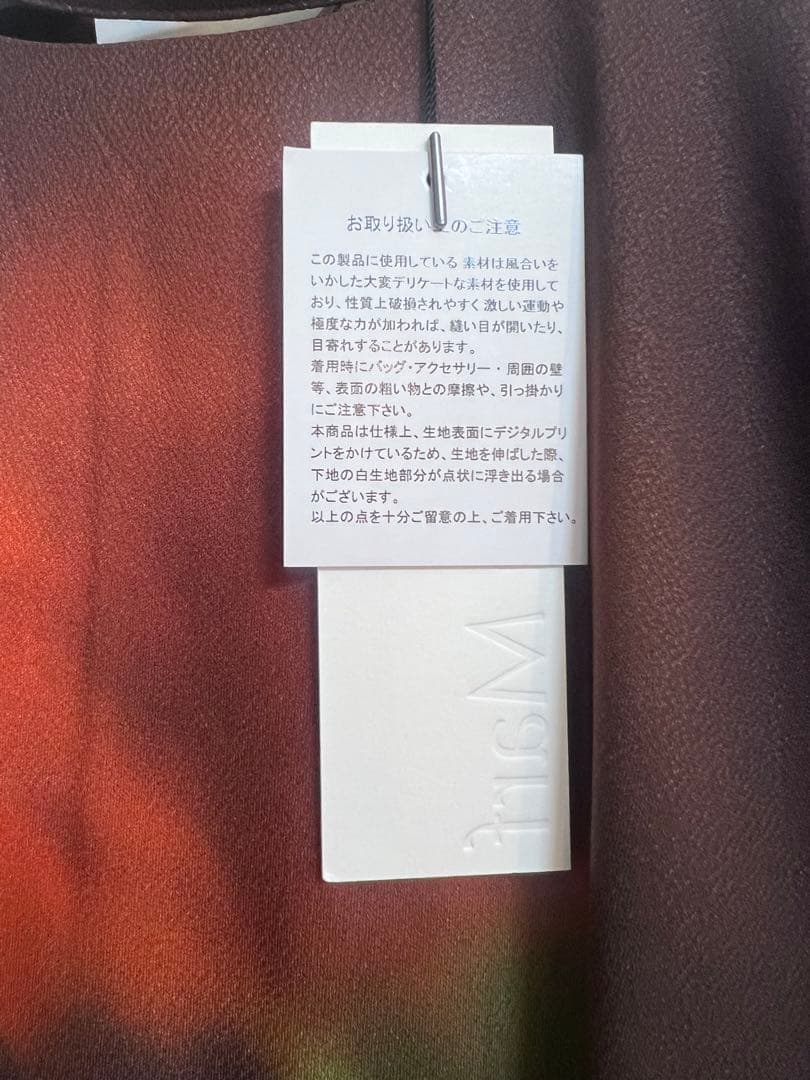 お取り扱い上のご注意
この製品に使用している 素材は風合いを
いかした大変デリケートな素材を使用して
おり、性質上破損されやすく 激しい運動や
極度な力が加われば、縫い目が開いたり、
目寄れすることがあります。
着用時にバッグ・アクセサリー・周囲の壁
等、表面の粗い物との摩擦や、引っ掛かり
にご注意下さい。
本商品は仕様上、生地表面にデジタルプリ
ントをかけているため、生地を伸ばした際、
下地の白生地部分が点状に浮き出る場合
がございます。
以上の点を十分ご留意の上、ご着用下さい。